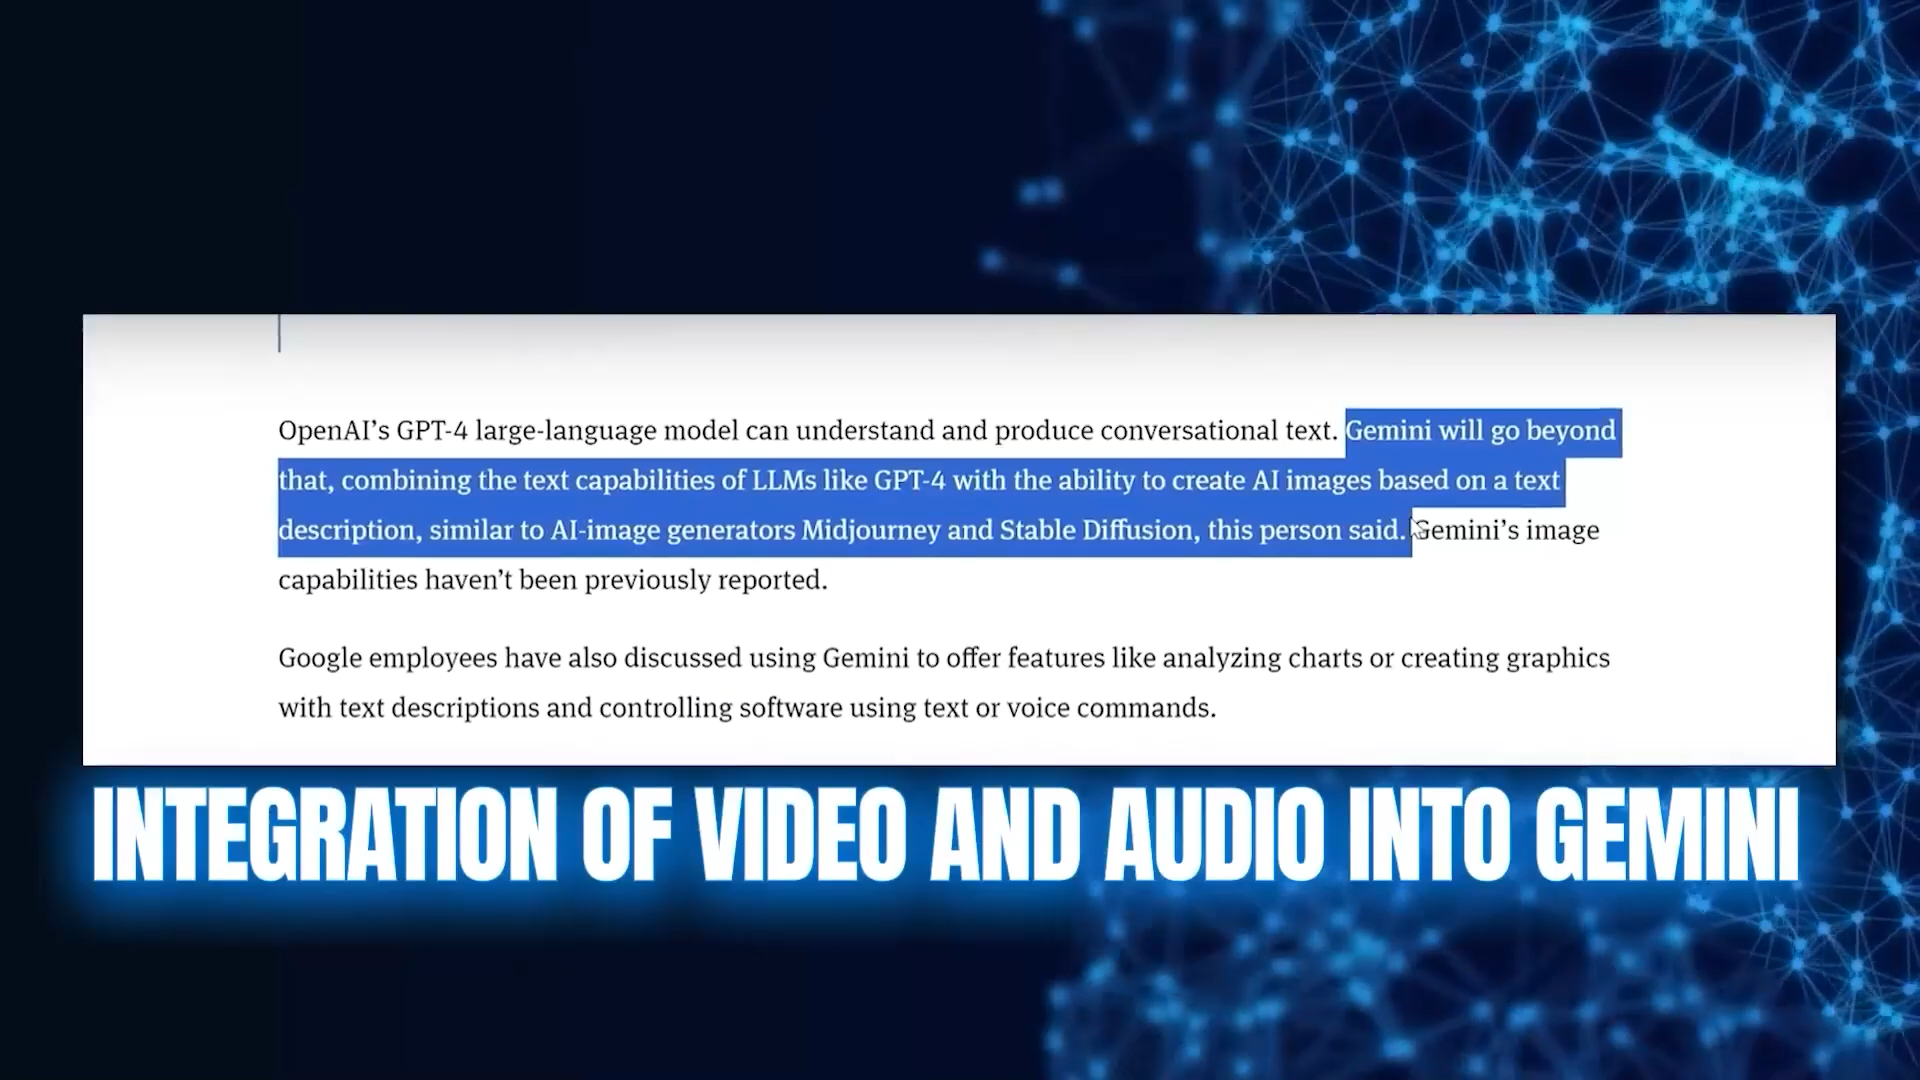 OpenAI’s GPT-4 large-language model can understand and produce conversational text. Gemini will go beyond
that, combining the text capabilities of LLMs like GPT-4 with the ability to create AI images based on a text
description, similar to AI-image generators Midjourney and Stable Diffusion, this person said. Gemini’s image
capabilities haven’t been previously reported.
Google employees have also discussed using Gemini to offer features like analyzing charts or creating graphics
with text descriptions and controlling software using text or voice commands.
INTEGRATION OF VIDEO AND AUDIO INTO GEMINI